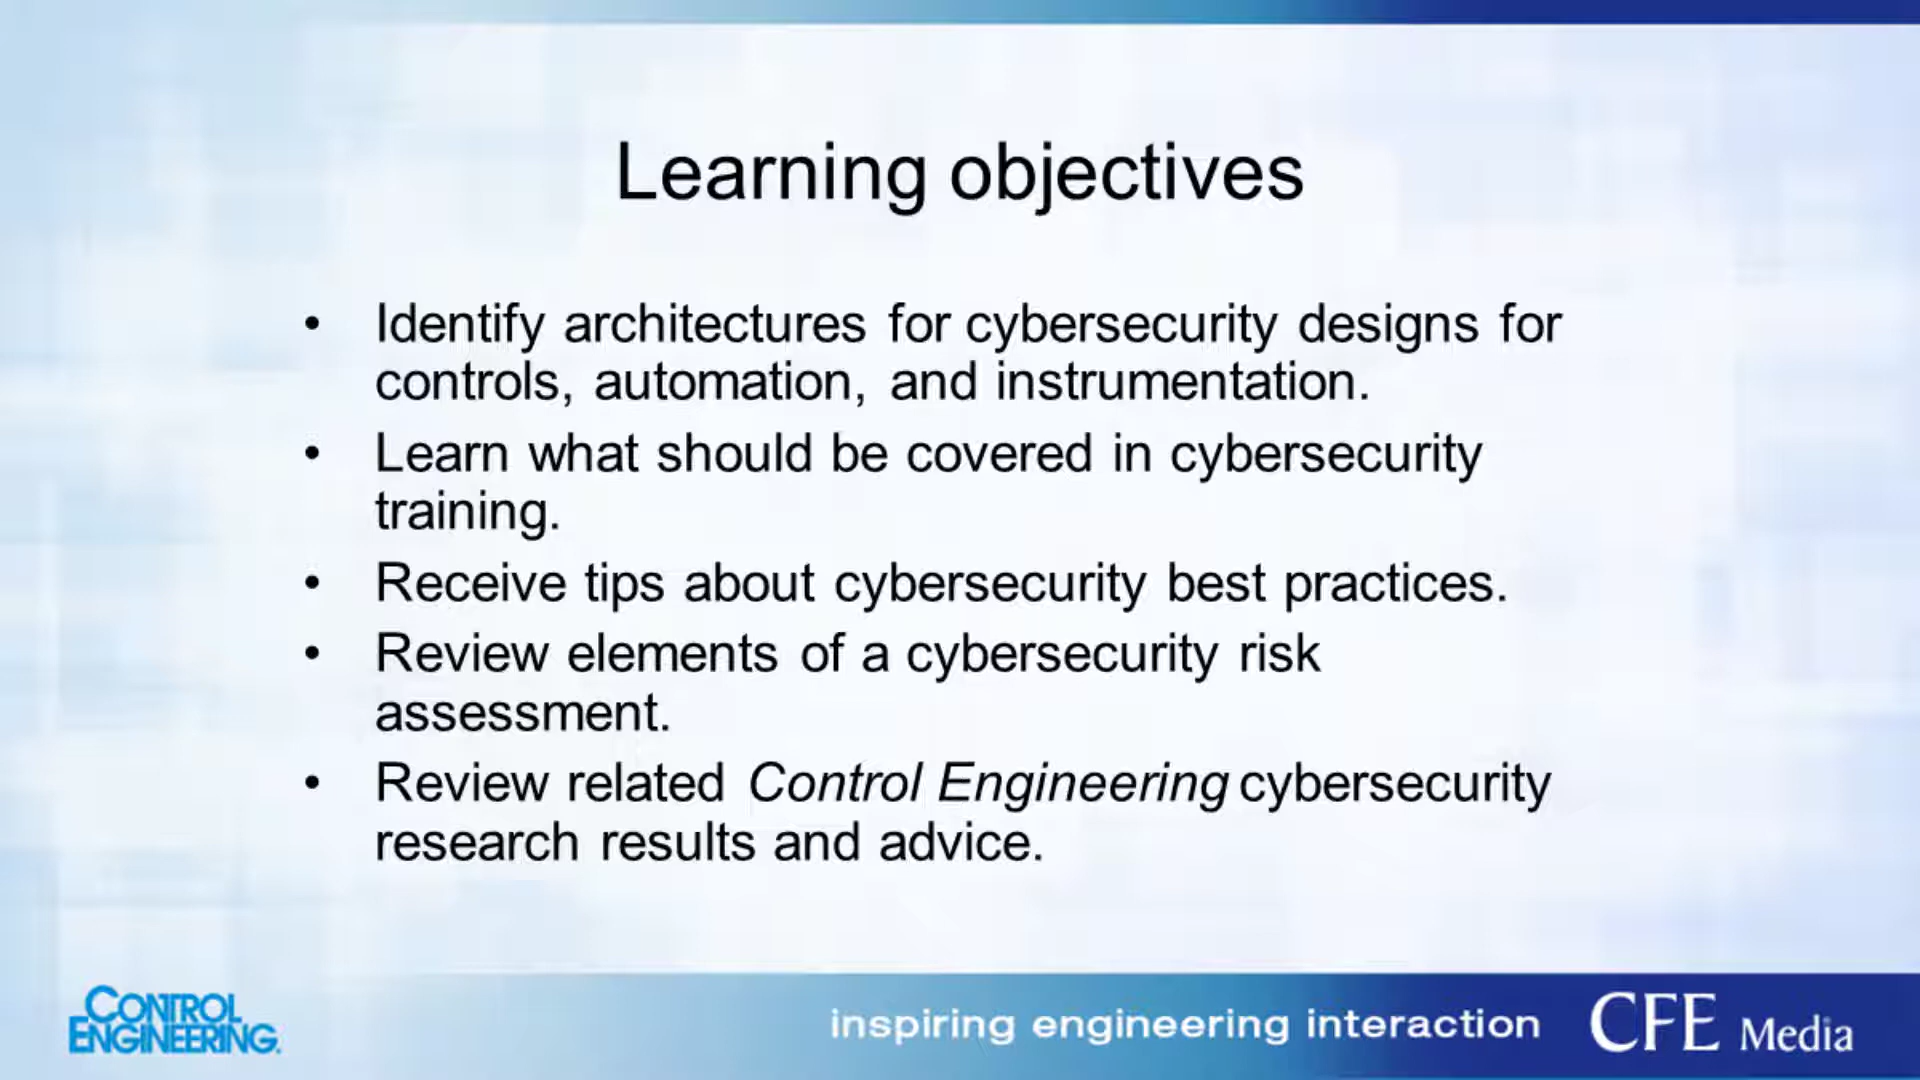 Learning objectives
• Identify architectures for cybersecurity designs for
controls, automation, and instrumentation.
• Learn what should be covered in cybersecurity
training.
• Receive tips about cybersecurity best practices.
• Review elements of a cybersecurity risk
assessment.
• Review related Control Engineering cybersecurity
research results and advice.
CONTROL
ENGINEERING.
inspiring engineering interaction
CFE Media